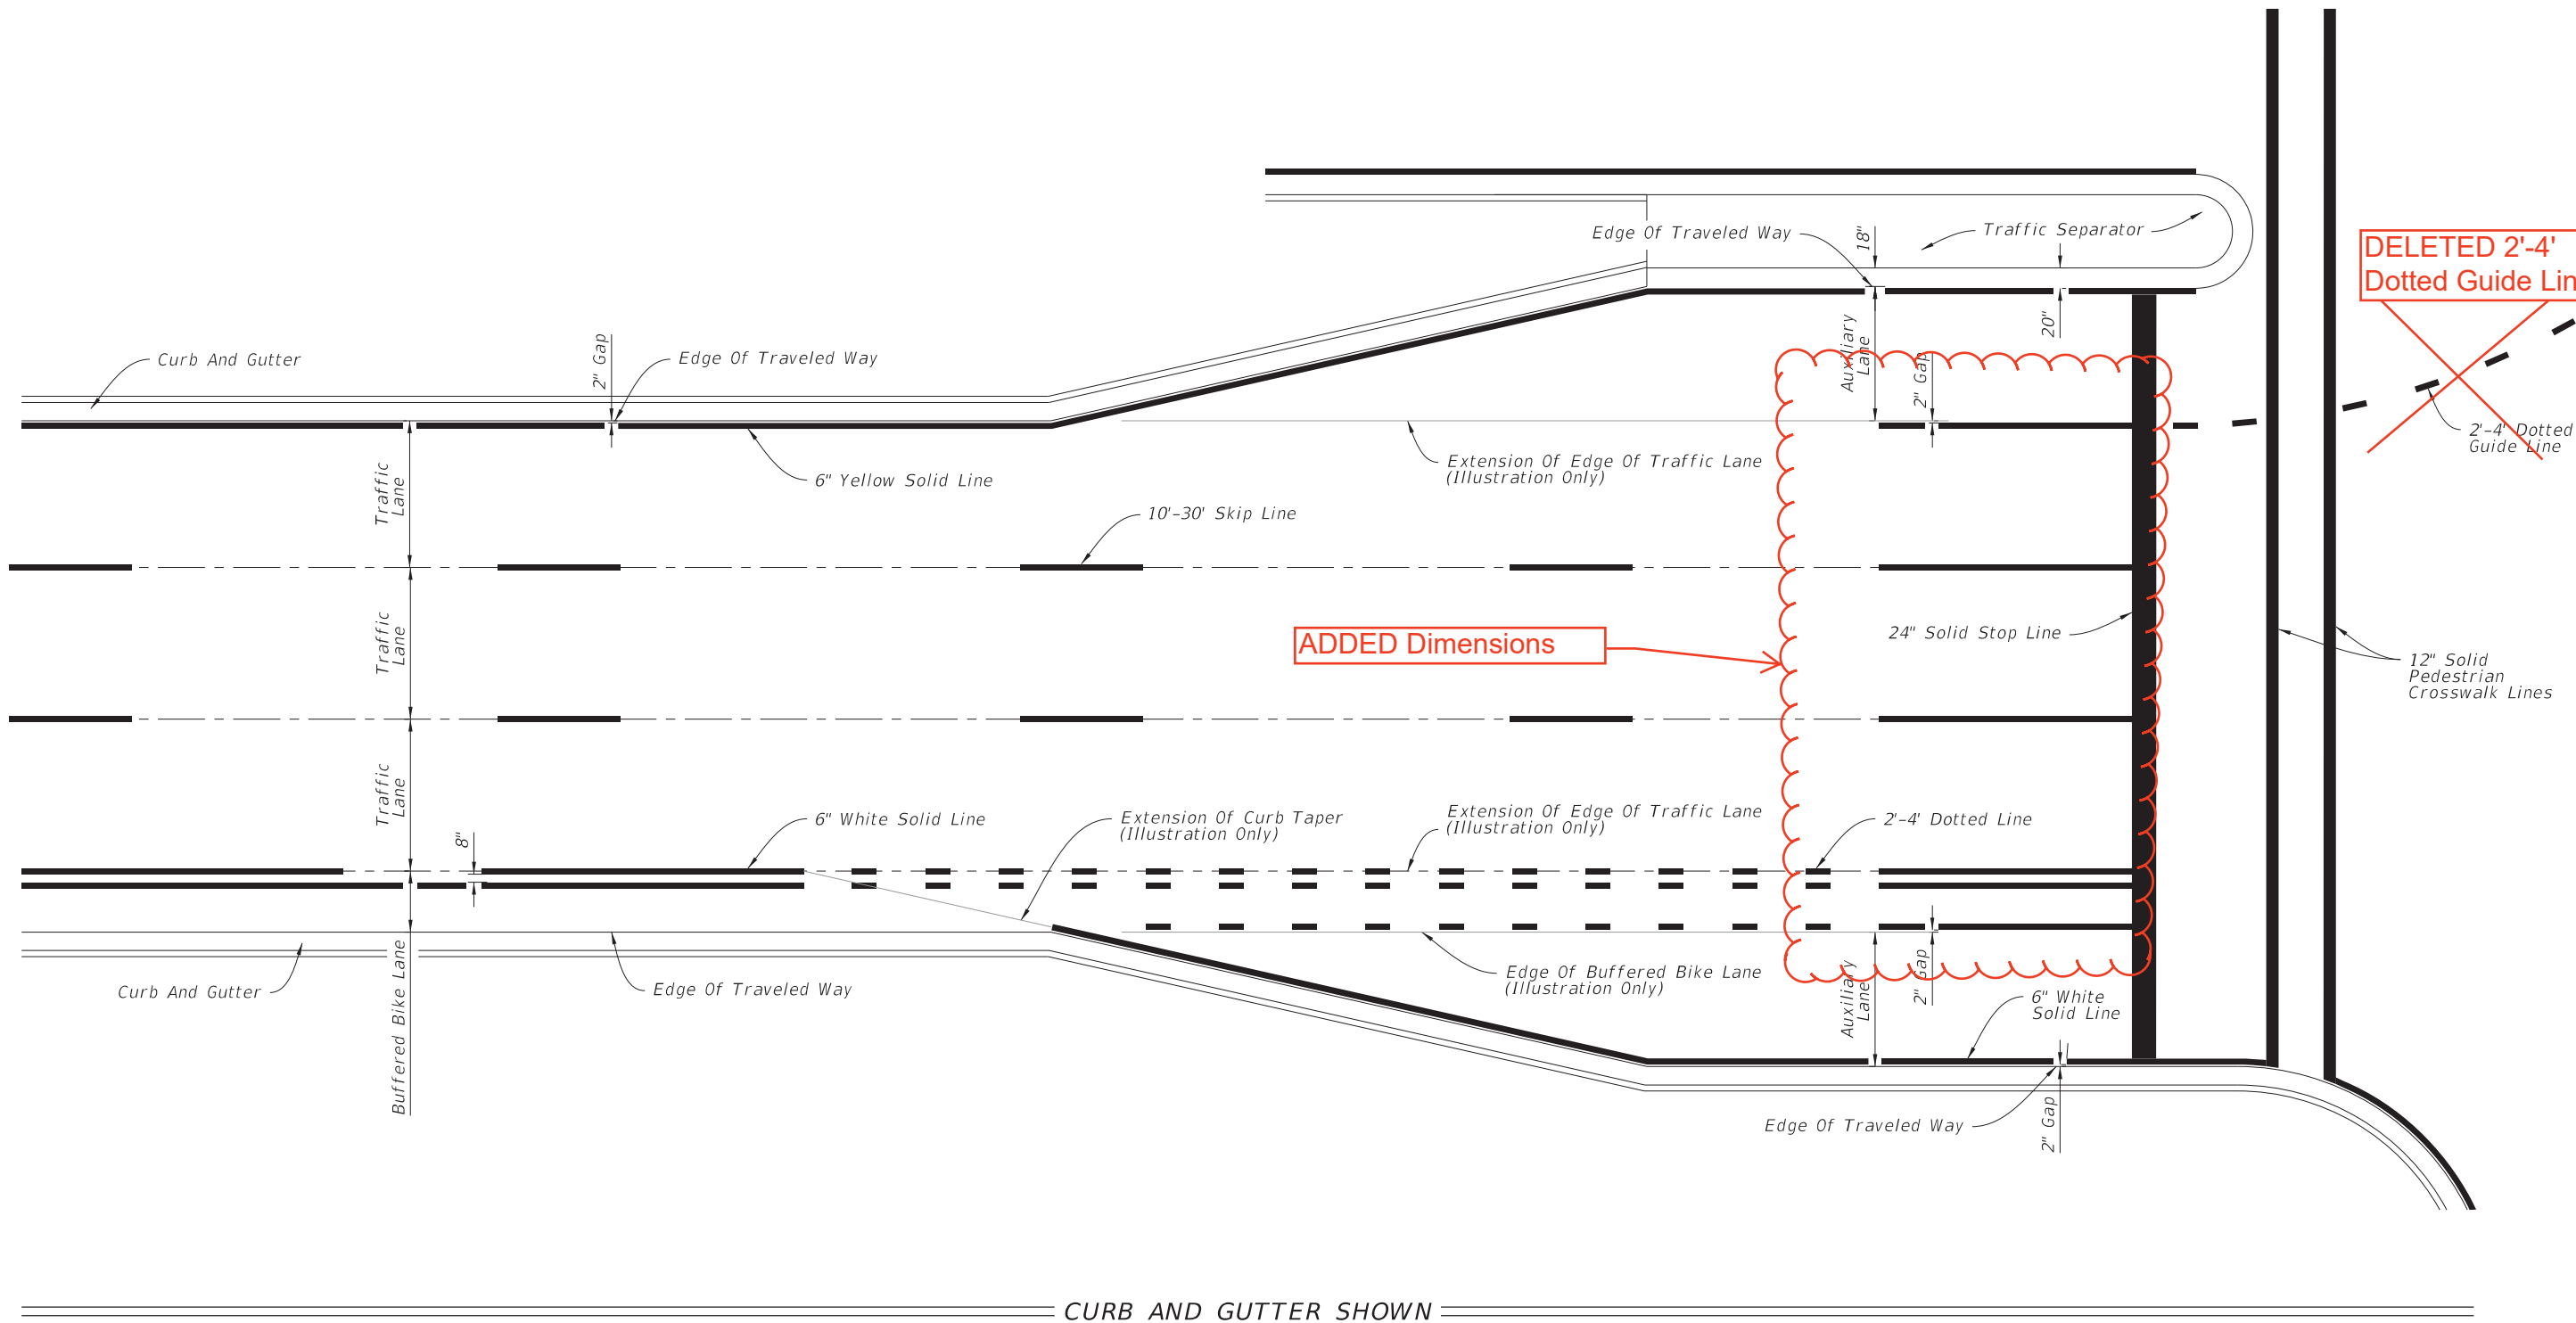 DELETED 2'-4'
Dotted Guide Lin
Edge Of Traveled Way
18"
Traffic Separator
20"
Curb And Gutter
2" Gap
Edge Of Traveled Way
Auxiliary
Lane
2" Gap
2'-4' Dotted
Guide Line
Traffic
Lane
6" Yellow Solid Line
Extension Of Edge Of Traffic Lane
(Illustration Only)
10'-30' Skip Line
Traffic
Lane
ADDED Dimensions
24" Solid Stop Line
12" Solid
Pedestrian
Crosswalk Lines
Traffic
Lane
8"
6" White Solid Line
Extension Of Curb Taper
(Illustration Only)
Extension Of Edge Of Traffic Lane
(Illustration Only)
2'-4' Dotted Line
Curb And Gutter
Buffered Bike Lane
Edge Of Traveled Way
Edge Of Buffered Bike Lane
(Illustration Only)
Auxiliary
Lane
2" Gap
6" White
Solid Line
Edge Of Traveled Way
2" Gap
CURB AND GUTTER SHOWN